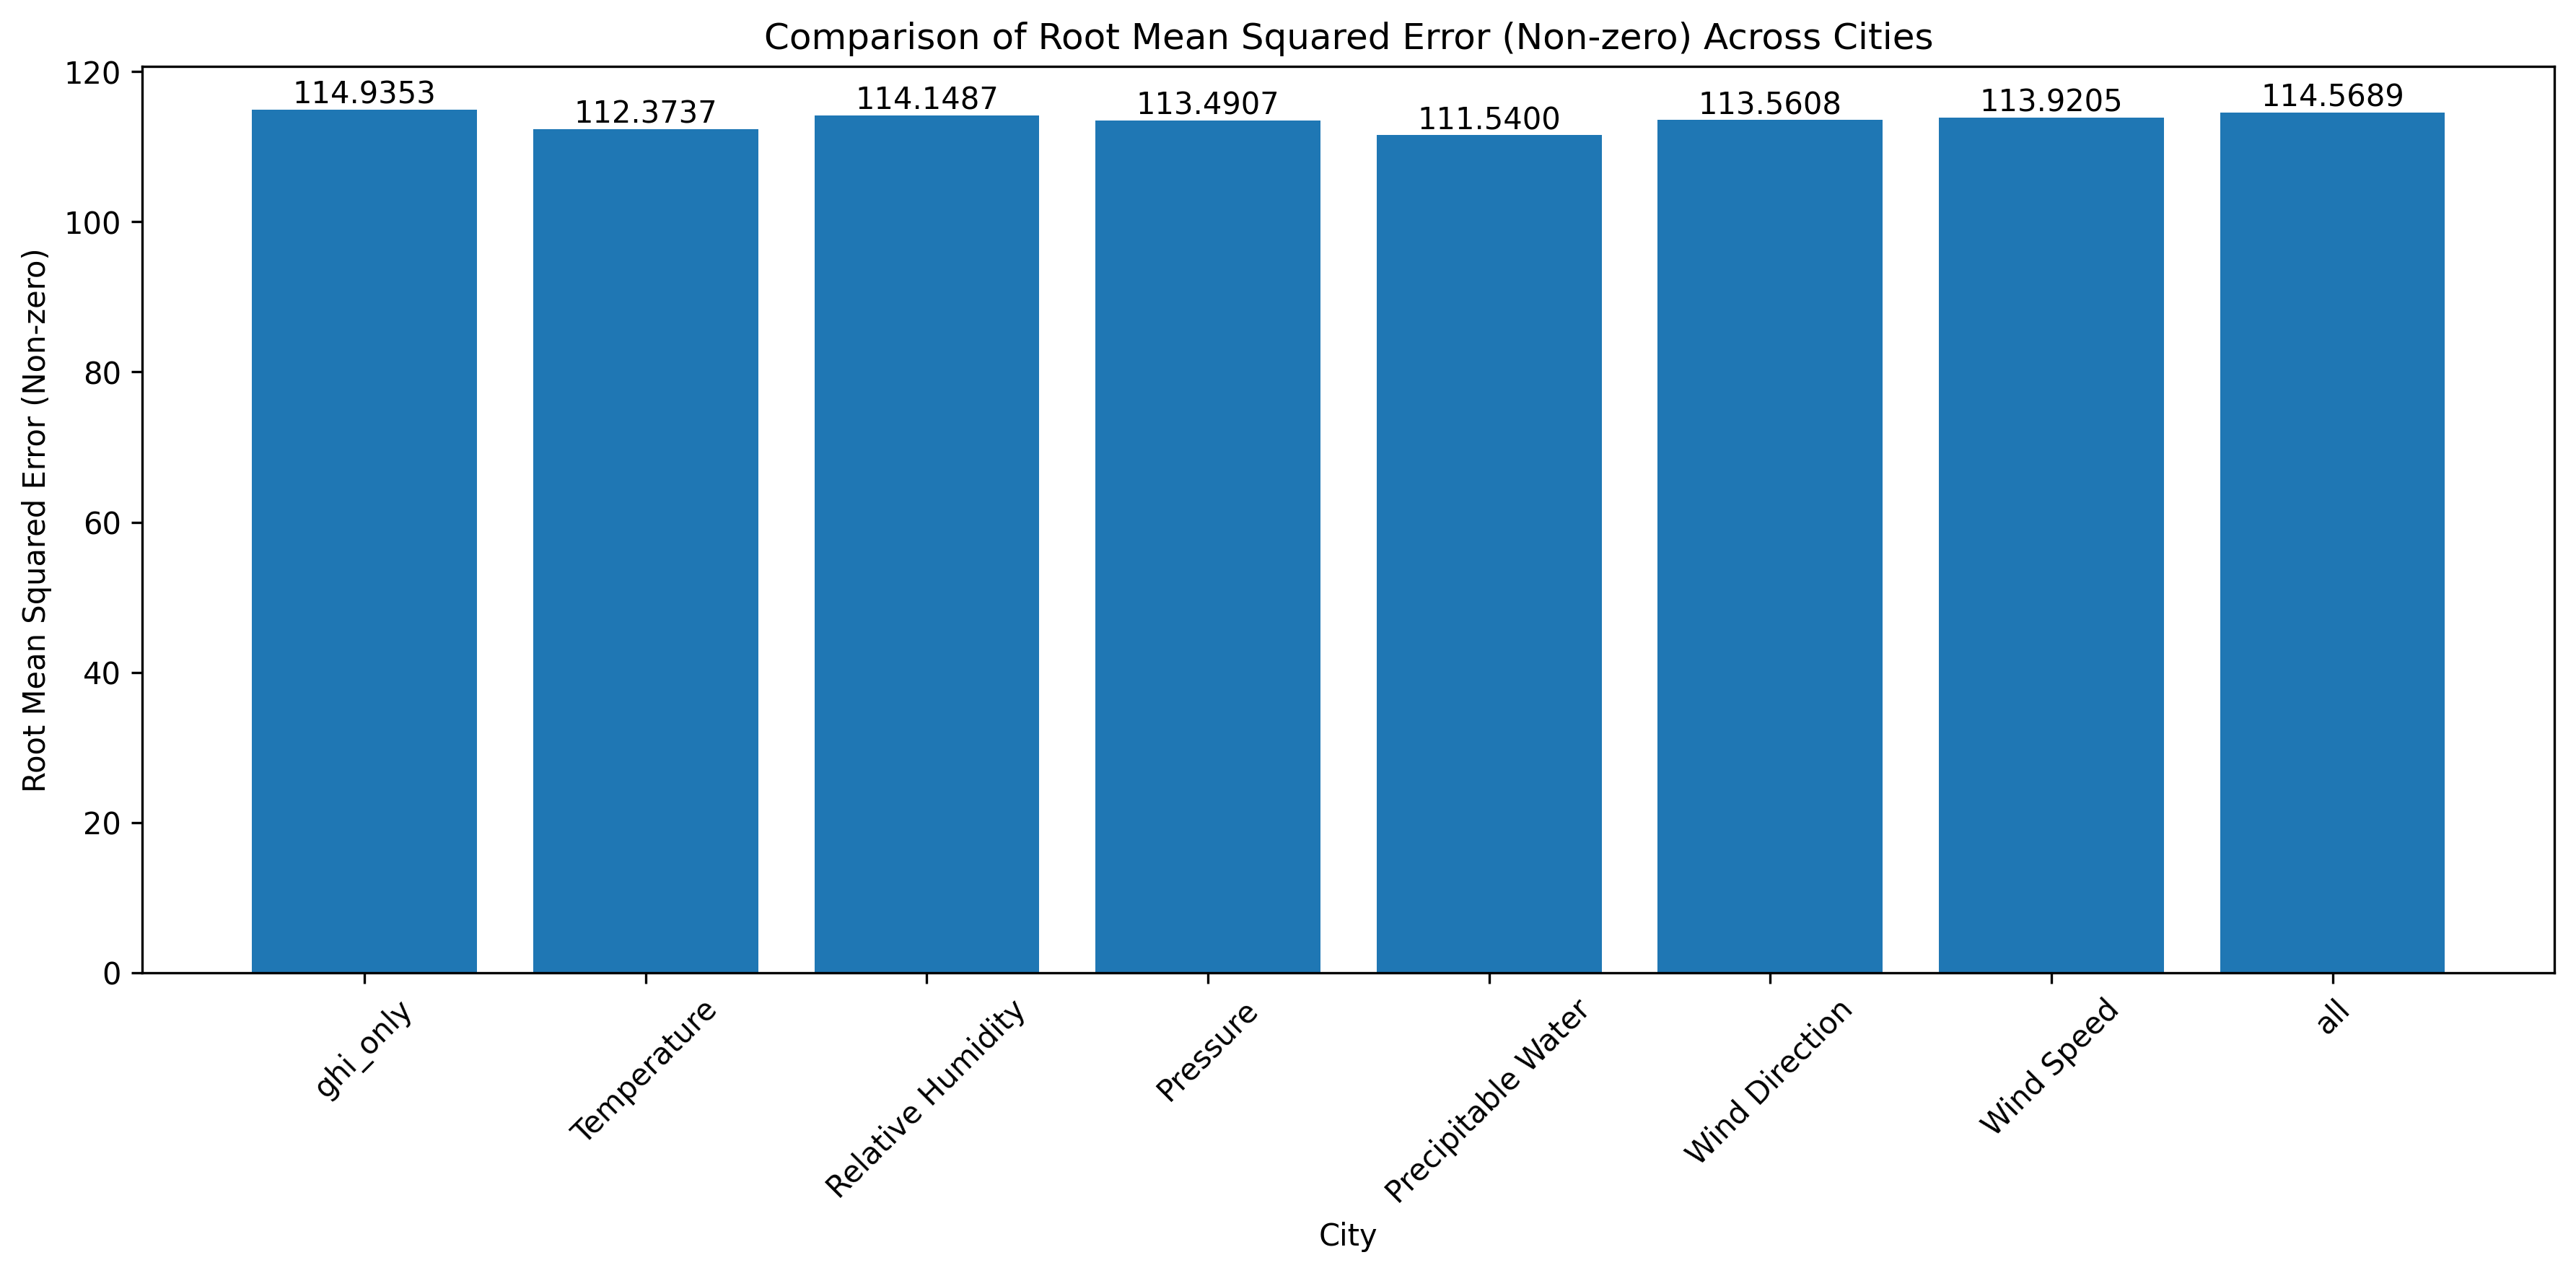 Comparison of Root Mean Squared Error (Non-zero) Across Cities
Root Mean Squared Error (Non-zero)
120
100
80
60
40
20
0
114.9353
112.3737
114.1487
113.4907
111.5400
113.5608
113.9205
114.5689
ghi_only
Temperature
Relative Humidity
Pressure
Precipitable Water
Wind Direction
Wind Speed
all
City